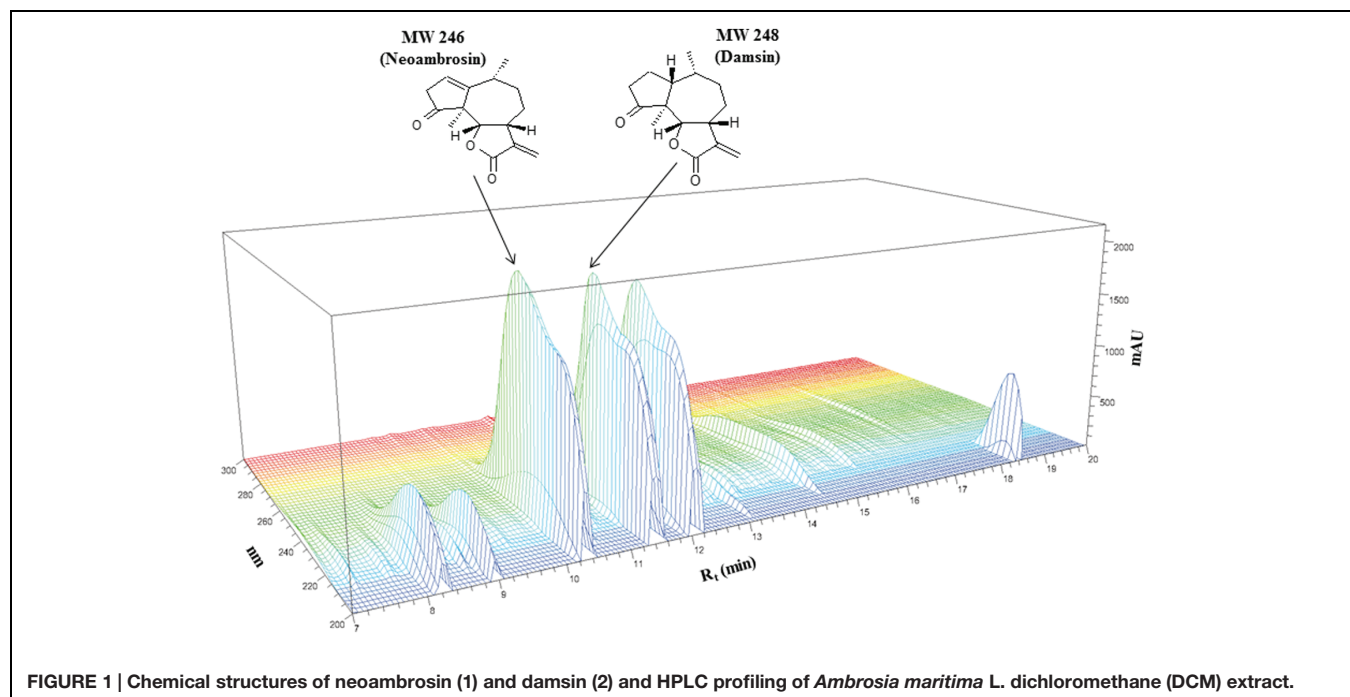 MW 246
(Neoambrosin)
MW 248
(Damsin)
H
H
H
O
O
O
H
H
O
O
O
2000
1500
1000
500
mAU
300
280
260
240
220
200
nm
7
8
9
10
11
12
13
14
15
16
17
18
19
20
Rt (min)
FIGURE 1 | Chemical structures of neoambrosin (1) and damsin (2) and HPLC profiling of Ambrosia maritima L. dichloromethane (DCM) extract.